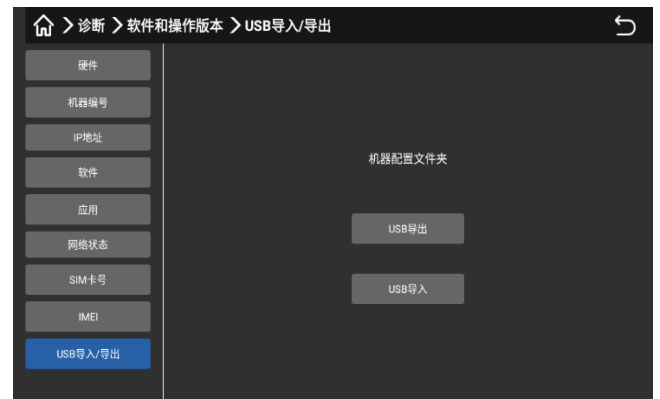 诊断 > 软件和操作版本 > USB导入/导出
硬件
机器编号
IP地址
软件
应用
网络状态
SIM卡号
IMEI
USB导入/导出
机器配置文件夹
USB导出
USB导入